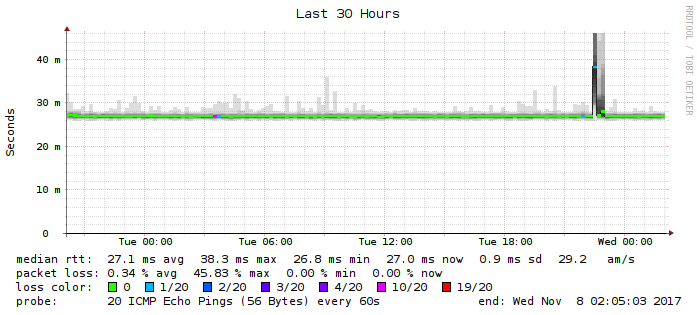 Last 30 Hours
RRDTOOL / TOBI OETIKER
Seconds
40 m
30 m
20 m
10 m
0
Tue 00:00 Tue 06:00 Tue 12:00 Tue 18:00 Wed 00:00
median rtt: 27.1 ms avg 38.3 ms max 26.8 ms min 27.0 ms now 0.9 ms sd 29.2 am/s
packet loss: 0.34 % avg 45.83 % max 0.00 % min 0.00 % now
loss color: 0 1/20 2/20 3/20 4/20 10/20 19/20
probe: 20 ICMP Echo Pings (56 Bytes) every 60s end: Wed Nov 8 02:05:03 2017